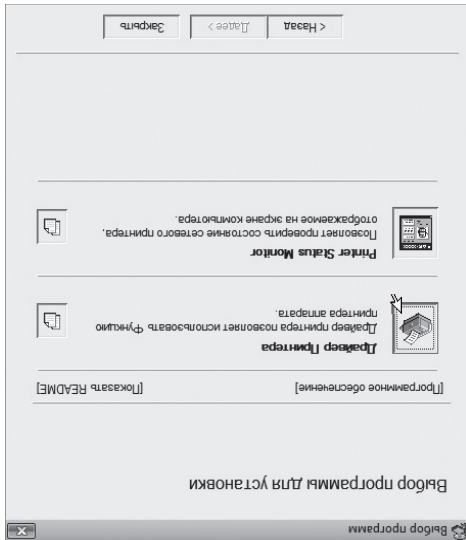 Выбор программ
Выбор программы для установки
[Программное обеспечение] [Показать README]
Драйвер Принтера
Драйвер принтера позволяет использовать Функцию
принтера аппарата.
Printer Status Monitor
Позволяет проверить состояние сетевого принтера,
отображаемое на экране компьютера.
< Назад Далее > Закрыть